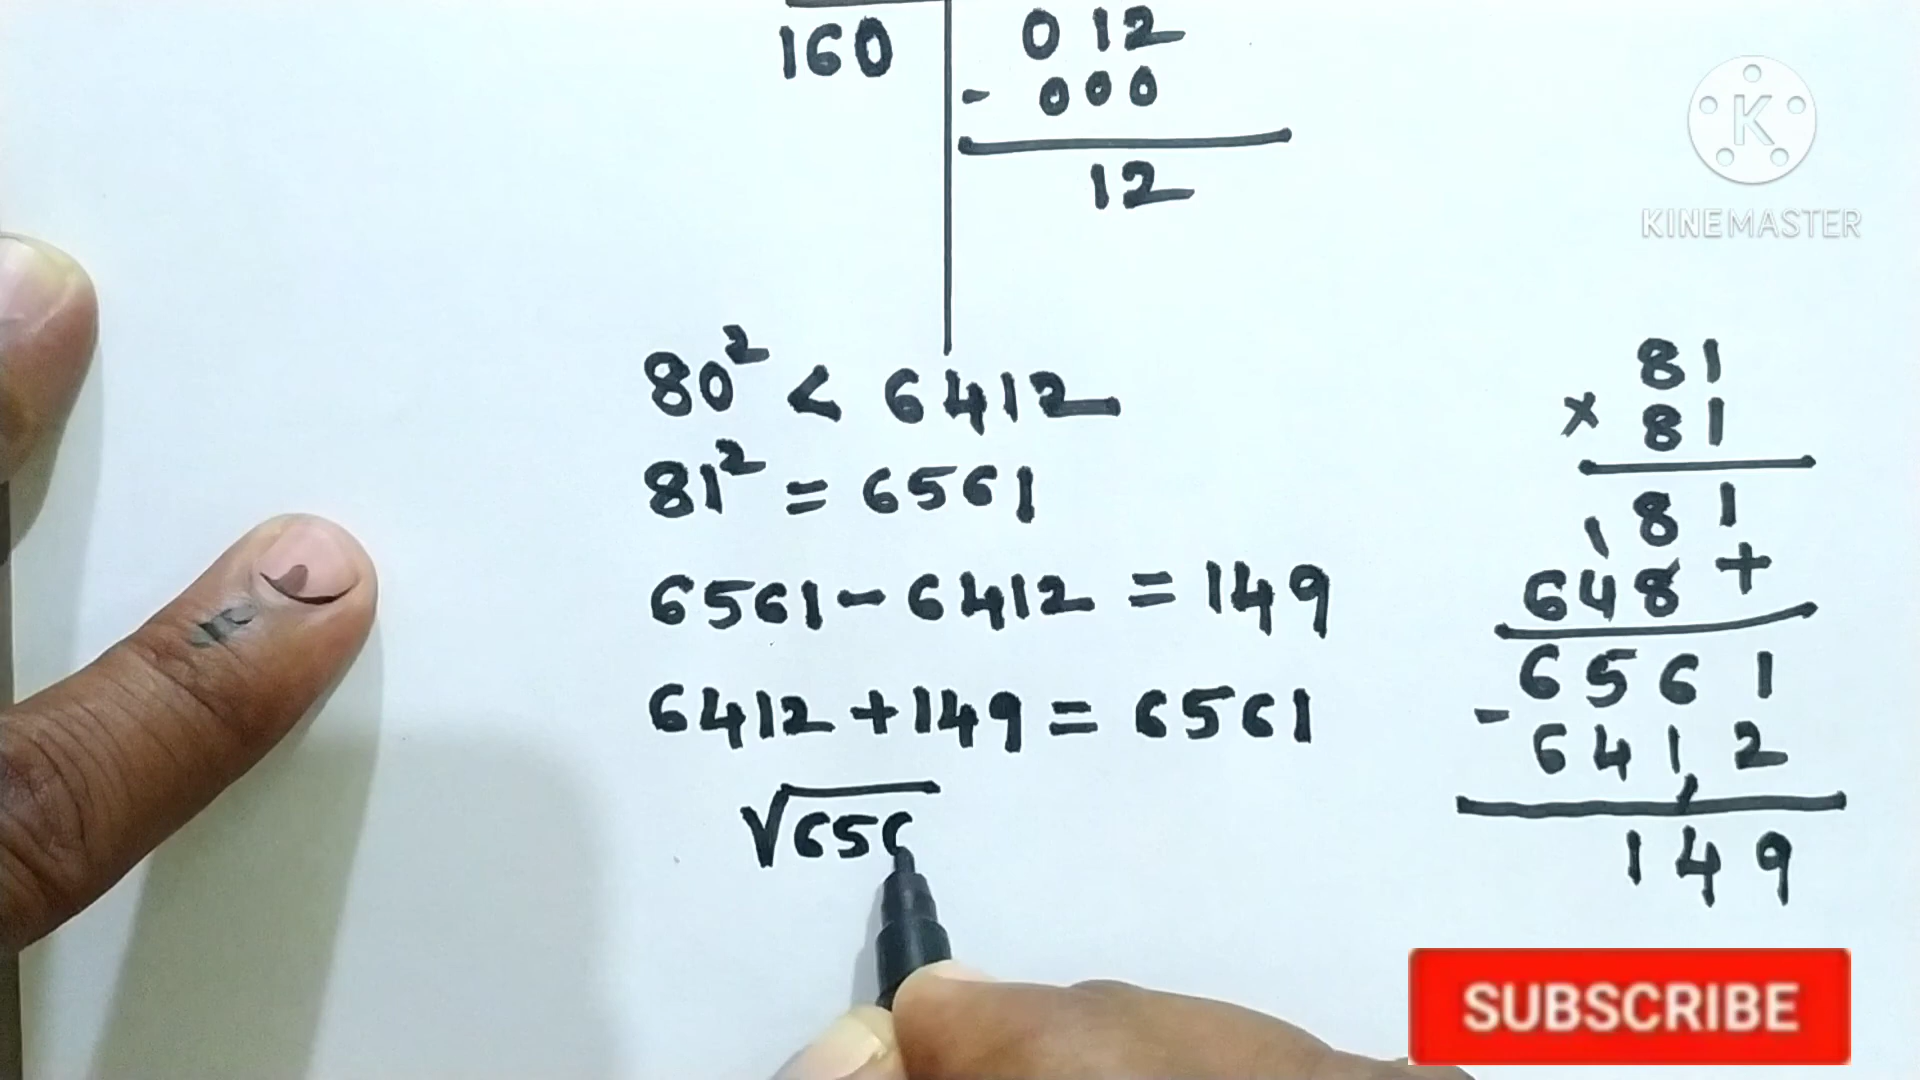 160 | 012
- 000
12
80² < 6412
81² = 6561
6561 - 6412 = 149
6412 + 149 = 6561
√656
81
× 81
1 81
648 +
6561
- 6412
149
K
KINEMASTER
SUBSCRIBE